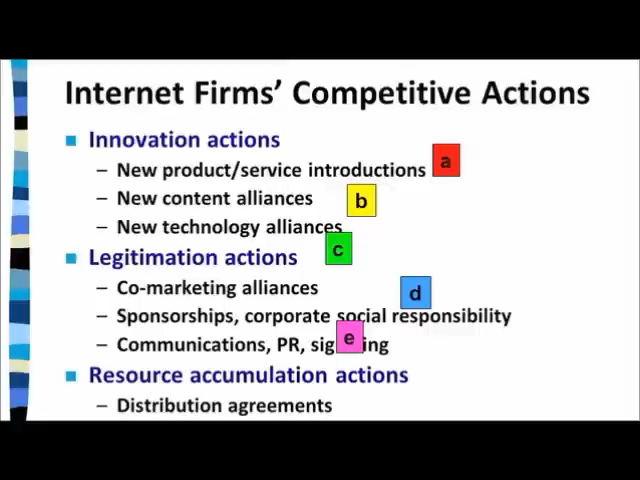 Internet Firms' Competitive Actions
Innovation actions
– New product/service introductions a
– New content alliances b
– New technology alliances
Legitimation actions c
– Co-marketing alliances d
– Sponsorships, corporate social responsibility
– Communications, PR, e
Resource accumulation actions
– Distribution agreements